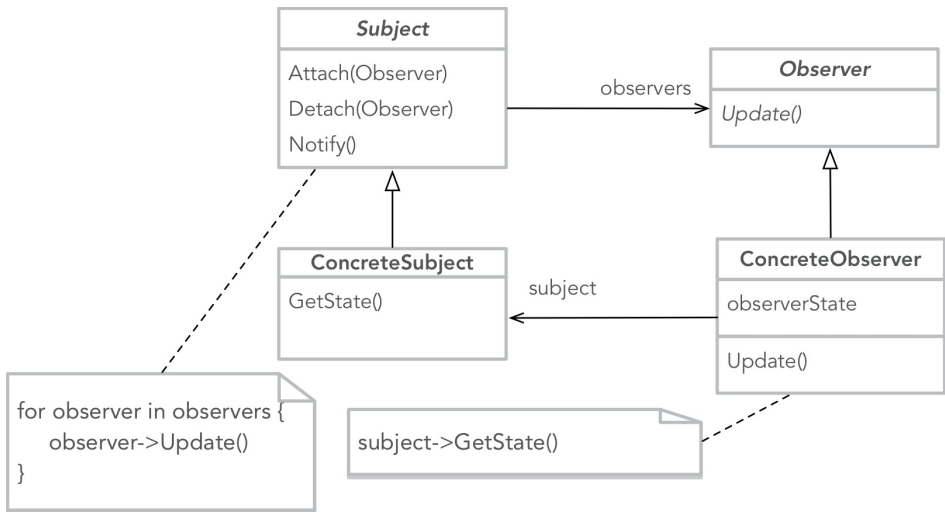 Subject
Attach(Observer)
Detach(Observer)
Notify()
observers
Observer
Update()
ConcreteSubject
GetState()
subject
ConcreteObserver
observerState
Update()
for observer in observers {
observer->Update()
}
subject->GetState()